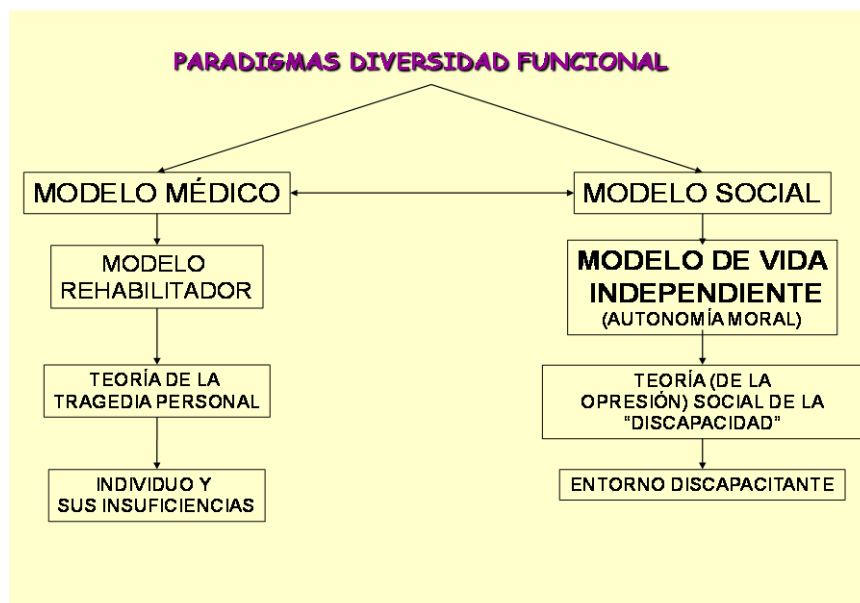 PARADIGMAS DIVERSIDAD FUNCIONAL
MODELO MÉDICO
MODELO SOCIAL
MODELO
REHABILITADOR
MODELO DE VIDA
INDEPENDIENTE
(AUTONOMÍA MORAL)
TEORÍA DE LA
TRAGEDIA PERSONAL
TEORÍA (DE LA
OPRESIÓN) SOCIAL DE LA
"DISCAPACIDAD"
INDIVIDUO Y
SUS INSUFICIENCIAS
ENTORNO DISCAPACITANTE